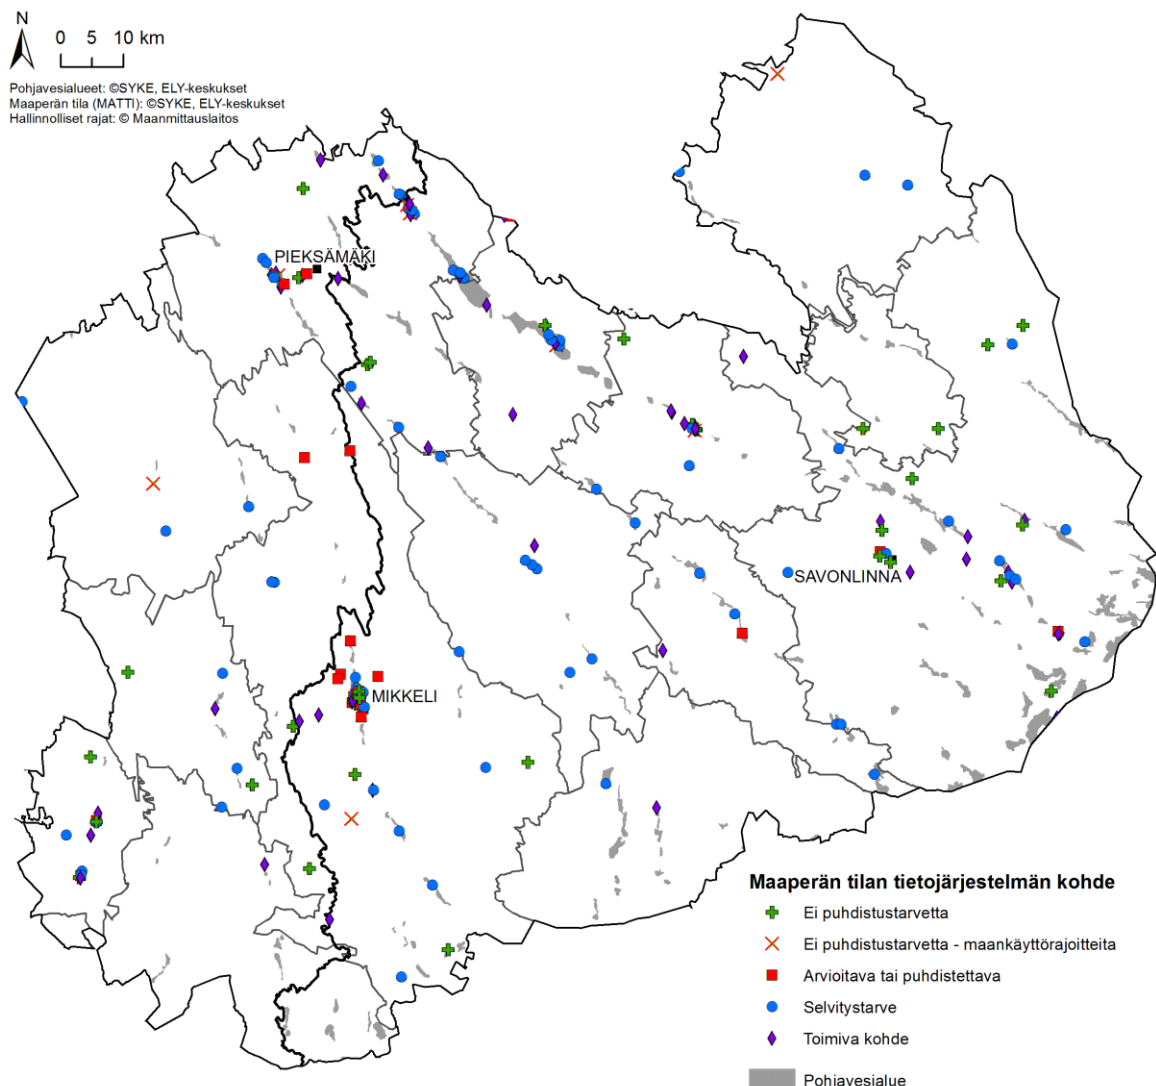 N
0 5 10 km
Pohjavesialueet: ©SYKE, ELY-keskukset
Maaperän tila (MATTI): ©SYKE, ELY-keskukset
Hallinnolliset rajat: © Maanmittauslaitos
PIEKSÄMÄKI
SAVONLINNA
MIKKELI
Maaperän tilan tietojärjestelmän kohde
Ei puhdistustarvetta
Ei puhdistustarvetta - maankäyttörajoitteita
Arvioitava tai puhdistettava
Selvitystarve
Toimiva kohde
Pohjavesialue